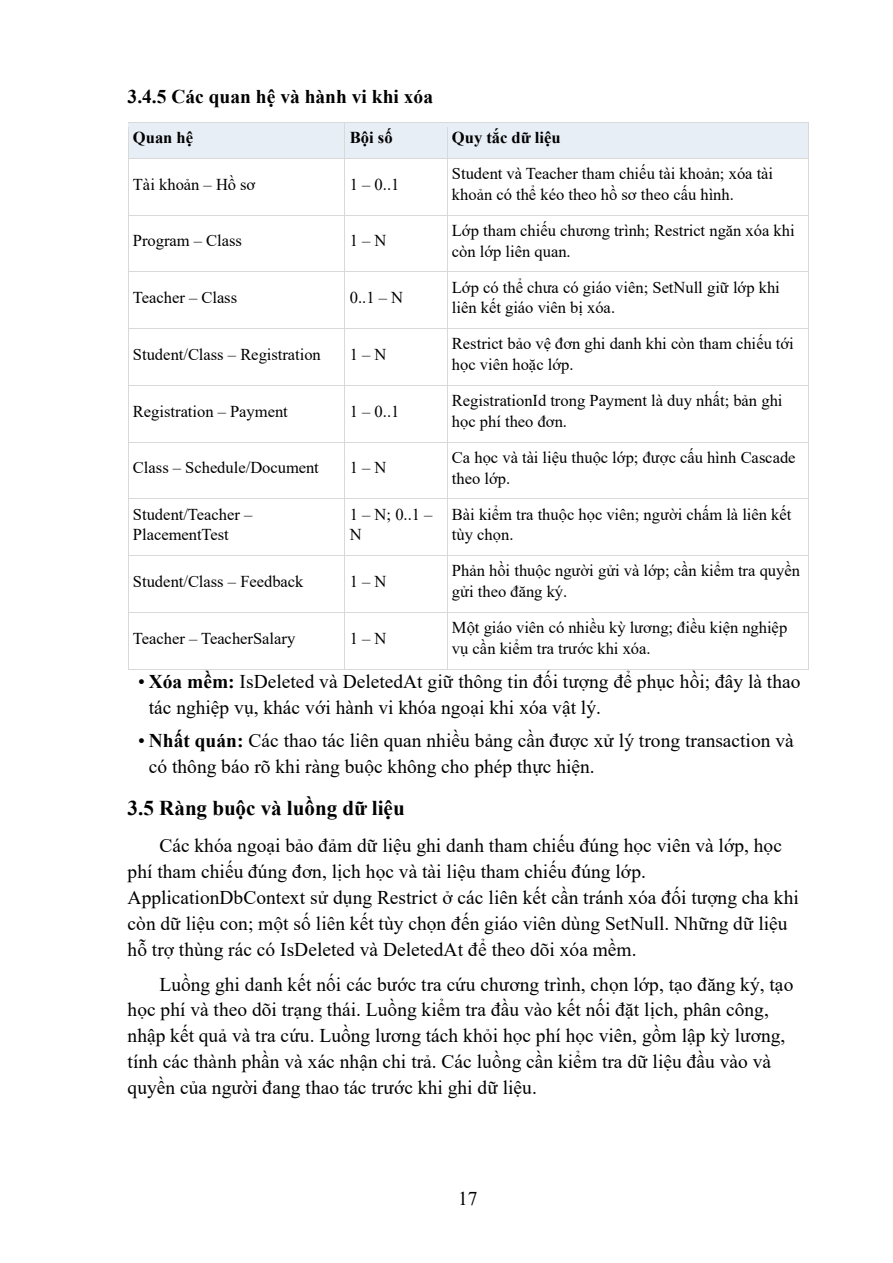 3.4.5 Các quan hệ và hành vi khi xóa
Quan hệ Bội số Quy tắc dữ liệu
Tài khoản – Hồ sơ 1 – 0..1 Student và Teacher tham chiếu tài khoản; xóa tài
khoản có thể kéo theo hồ sơ theo cấu hình.
Program – Class 1 – N Lớp tham chiếu chương trình; Restrict ngăn xóa khi
còn lớp liên quan.
Teacher – Class 0..1 – N Lớp có thể chưa có giáo viên; SetNull giữ lớp khi
liên kết giáo viên bị xóa.
Student/Class – Registration 1 – N Restrict bảo vệ đơn ghi danh khi còn tham chiếu tới
học viên hoặc lớp.
Registration – Payment 1 – 0..1 RegistrationId trong Payment là duy nhất; bản ghi
học phí theo đơn.
Class – Schedule/Document 1 – N Ca học và tài liệu thuộc lớp; được cấu hình Cascade
theo lớp.
Student/Teacher – 1 – N; 0..1 – Bài kiểm tra thuộc học viên; người chấm là liên kết
PlacementTest N tùy chọn.
Student/Class – Feedback 1 – N Phản hồi thuộc người gửi và lớp; cần kiểm tra quyền
gửi theo đăng ký.
Teacher – TeacherSalary 1 – N Một giáo viên có nhiều kỳ lương; điều kiện nghiệp
vụ cần kiểm tra trước khi xóa.
• Xóa mềm: IsDeleted và DeletedAt giữ thông tin đối tượng để phục hồi; đây là thao
tác nghiệp vụ, khác với hành vi khóa ngoại khi xóa vật lý.
• Nhất quán: Các thao tác liên quan nhiều bảng cần được xử lý trong transaction và
có thông báo rõ khi ràng buộc không cho phép thực hiện.
3.5 Ràng buộc và luồng dữ liệu
Các khóa ngoại bảo đảm dữ liệu ghi danh tham chiếu đúng học viên và lớp, học
phí tham chiếu đúng đơn, lịch học và tài liệu tham chiếu đúng lớp.
ApplicationDbContext sử dụng Restrict ở các liên kết cần tránh xóa đối tượng cha khi
còn dữ liệu con; một số liên kết tùy chọn đến giáo viên dùng SetNull. Những dữ liệu
hỗ trợ thùng rác có IsDeleted và DeletedAt để theo dõi xóa mềm.
Luồng ghi danh kết nối các bước tra cứu chương trình, chọn lớp, tạo đăng ký, tạo
học phí và theo dõi trạng thái. Luồng kiểm tra đầu vào kết nối đặt lịch, phân công,
nhập kết quả và tra cứu. Luồng lương tách khỏi học phí học viên, gồm lập kỳ lương,
tính các thành phần và xác nhận chi trả. Các luồng cần kiểm tra dữ liệu đầu vào và
quyền của người đang thao tác trước khi ghi dữ liệu.
17